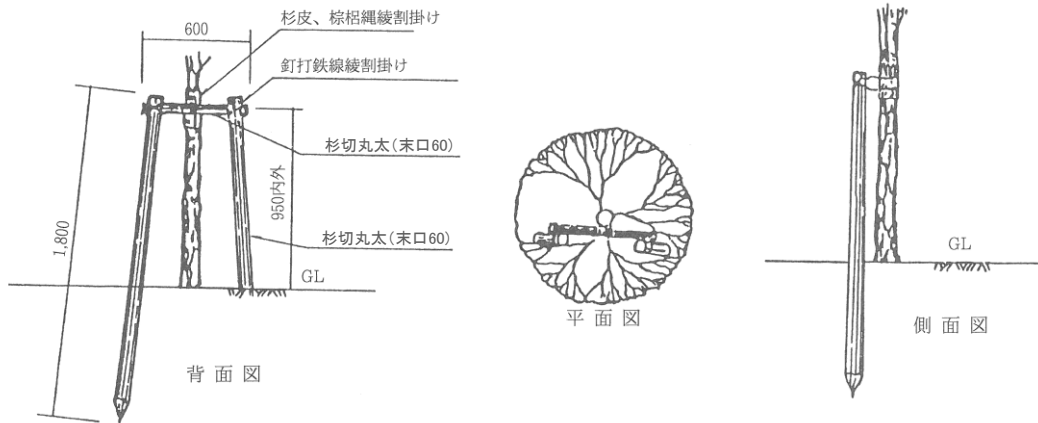 杉皮、棕梠縄綾割掛け
600
釘打鉄線綾割掛け
杉切丸太(末口60)
950内外
1,800
杉切丸太(末口60)
GL
背面図
平面図
GL
側面図